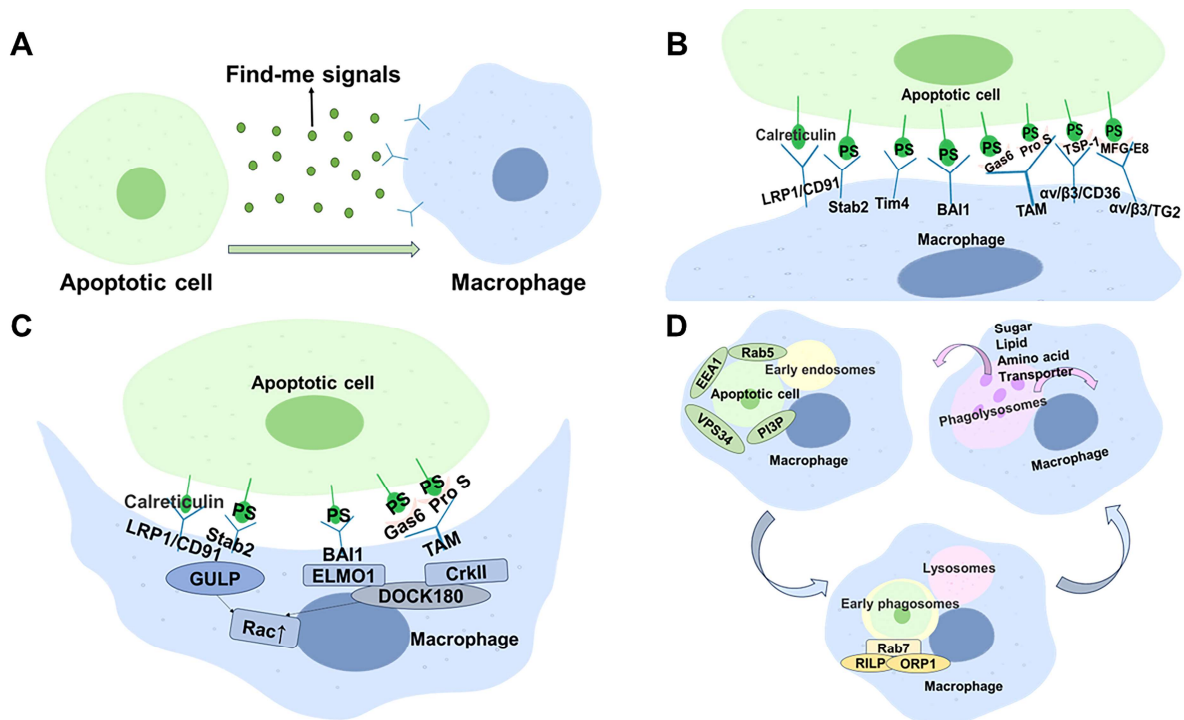 A
Find-me signals
Apoptotic cell
Macrophage
B
Apoptotic cell
Calreticulin
PS
PS
PS
PS
PS
PS
PS
Gas6
Pro S
TSP-1
MFG-E8
LRP1/CD91
Stab2
Tim4
BAI1
TAM
αv/β3/CD36
αv/β3/TG2
Macrophage
C
Apoptotic cell
Calreticulin
PS
PS
PS
PS
Gas6
Pro S
LRP1/CD91
Stab2
BAI1
TAM
GULP
ELMO1
CrkII
DOCK180
Rac↑
Macrophage
D
EEA1
Rab5
Early endosomes
Apoptotic cell
VPS34
PI3P
Macrophage
Sugar
Lipid
Amino acid
Transporter
Phagolysosomes
Macrophage
Lysosomes
Early phagosomes
Rab7
RILP
ORP1
Macrophage